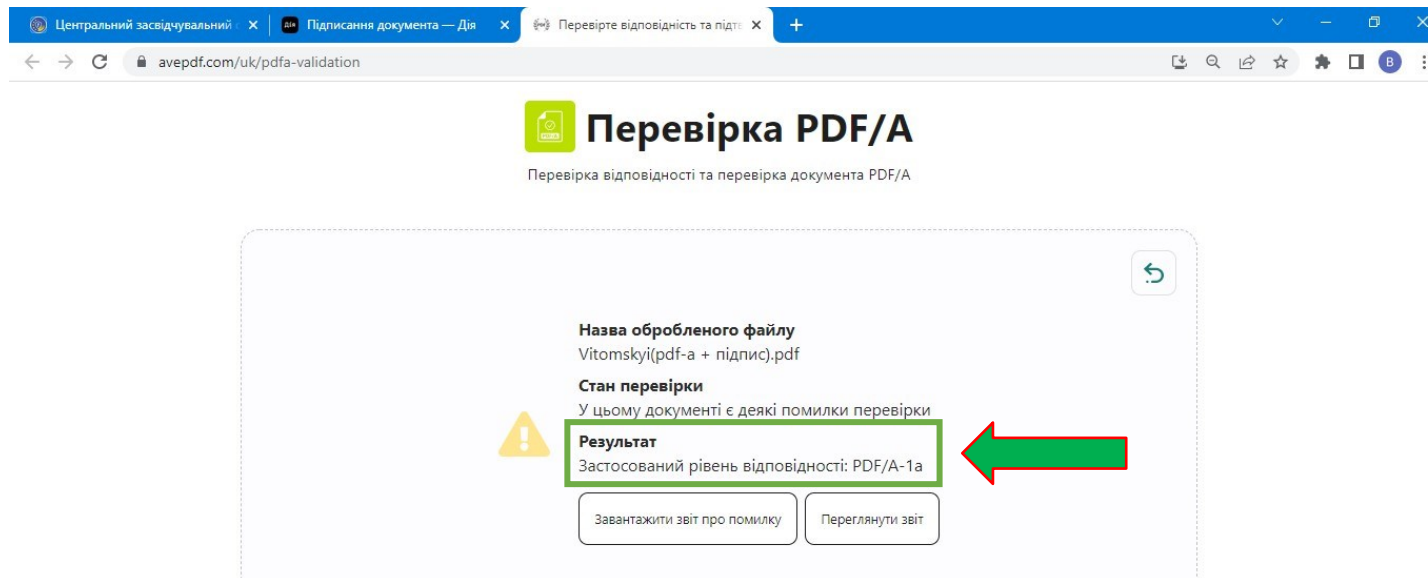 Центральний засвідчувальний
Дія Підписання документа — Дія
Перевірте відповідність та підтв
avepdf.com/uk/pdfa-validation
B
PDF/A
Перевірка PDF/A
Перевірка відповідності та перевірка документа PDF/A
Назва обробленого файлу
Vitomskyi(pdf-a + підпис).pdf
Стан перевірки
У цьому документі є деякі помилки перевірки
Результат
Застосований рівень відповідності: PDF/A-1a
Завантажити звіт про помилку
Переглянути звіт